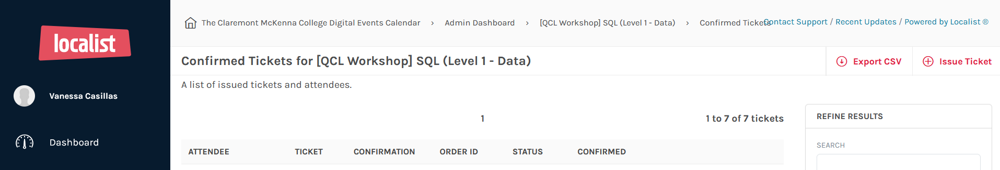 localist
Vanessa Casillas
Dashboard
The Claremont McKenna College Digital Events Calendar › Admin Dashboard › [QCL Workshop] SQL (Level 1 - Data) › Confirmed Tickets
Contact Support / Recent Updates / Powered by Localist ®
Confirmed Tickets for [QCL Workshop] SQL (Level 1 - Data)
Export CSV
Issue Ticket
A list of issued tickets and attendees.
1
1 to 7 of 7 tickets
ATTENDEE TICKET CONFIRMATION ORDER ID STATUS CONFIRMED
REFINE RESULTS
SEARCH